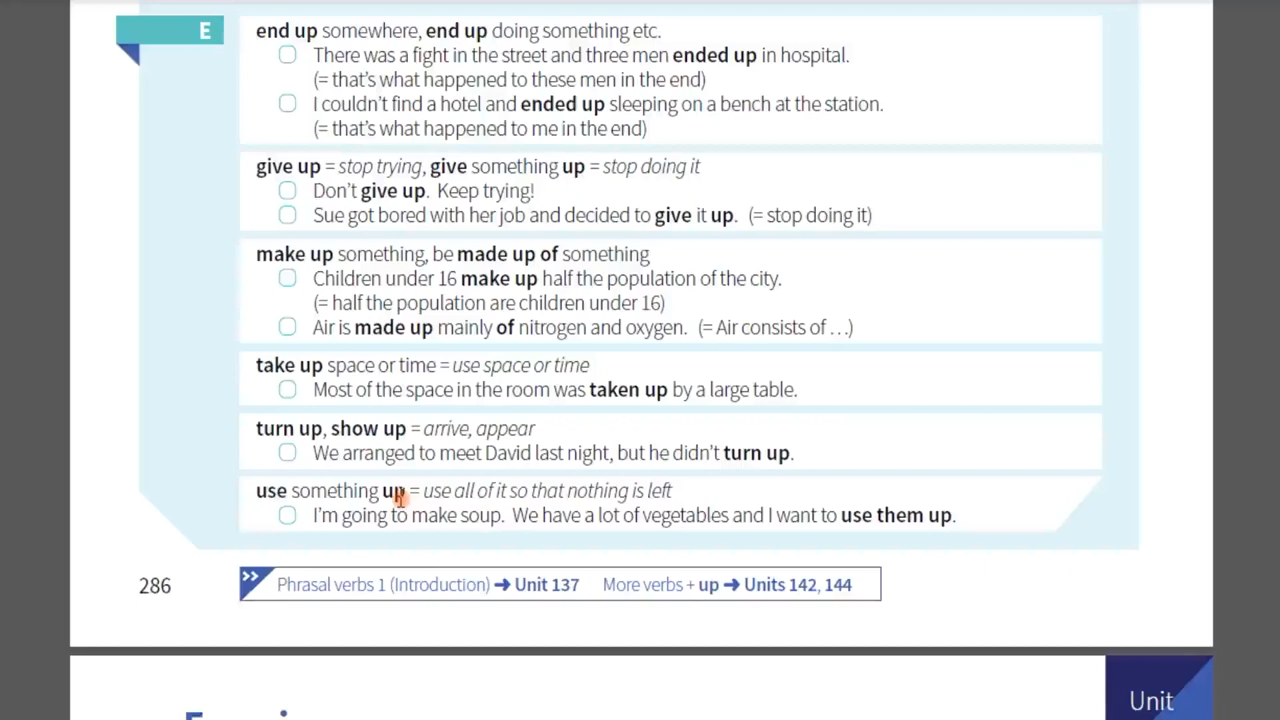 E
end up somewhere, end up doing something etc.
There was a fight in the street and three men ended up in hospital.
(= that's what happened to these men in the end)
I couldn't find a hotel and ended up sleeping on a bench at the station.
(= that's what happened to me in the end)
give up = stop trying, give something up = stop doing it
Don't give up. Keep trying!
Sue got bored with her job and decided to give it up. (= stop doing it)
make up something, be made up of something
Children under 16 make up half the population of the city.
(= half the population are children under 16)
Air is made up mainly of nitrogen and oxygen. (= Air consists of …)
take up space or time = use space or time
Most of the space in the room was taken up by a large table.
turn up, show up = arrive, appear
We arranged to meet David last night, but he didn't turn up.
use something up = use all of it so that nothing is left
I'm going to make soup. We have a lot of vegetables and I want to use them up.
286
>> Phrasal verbs 1 (Introduction) ➜ Unit 137 More verbs + up ➜ Units 142, 144
Unit